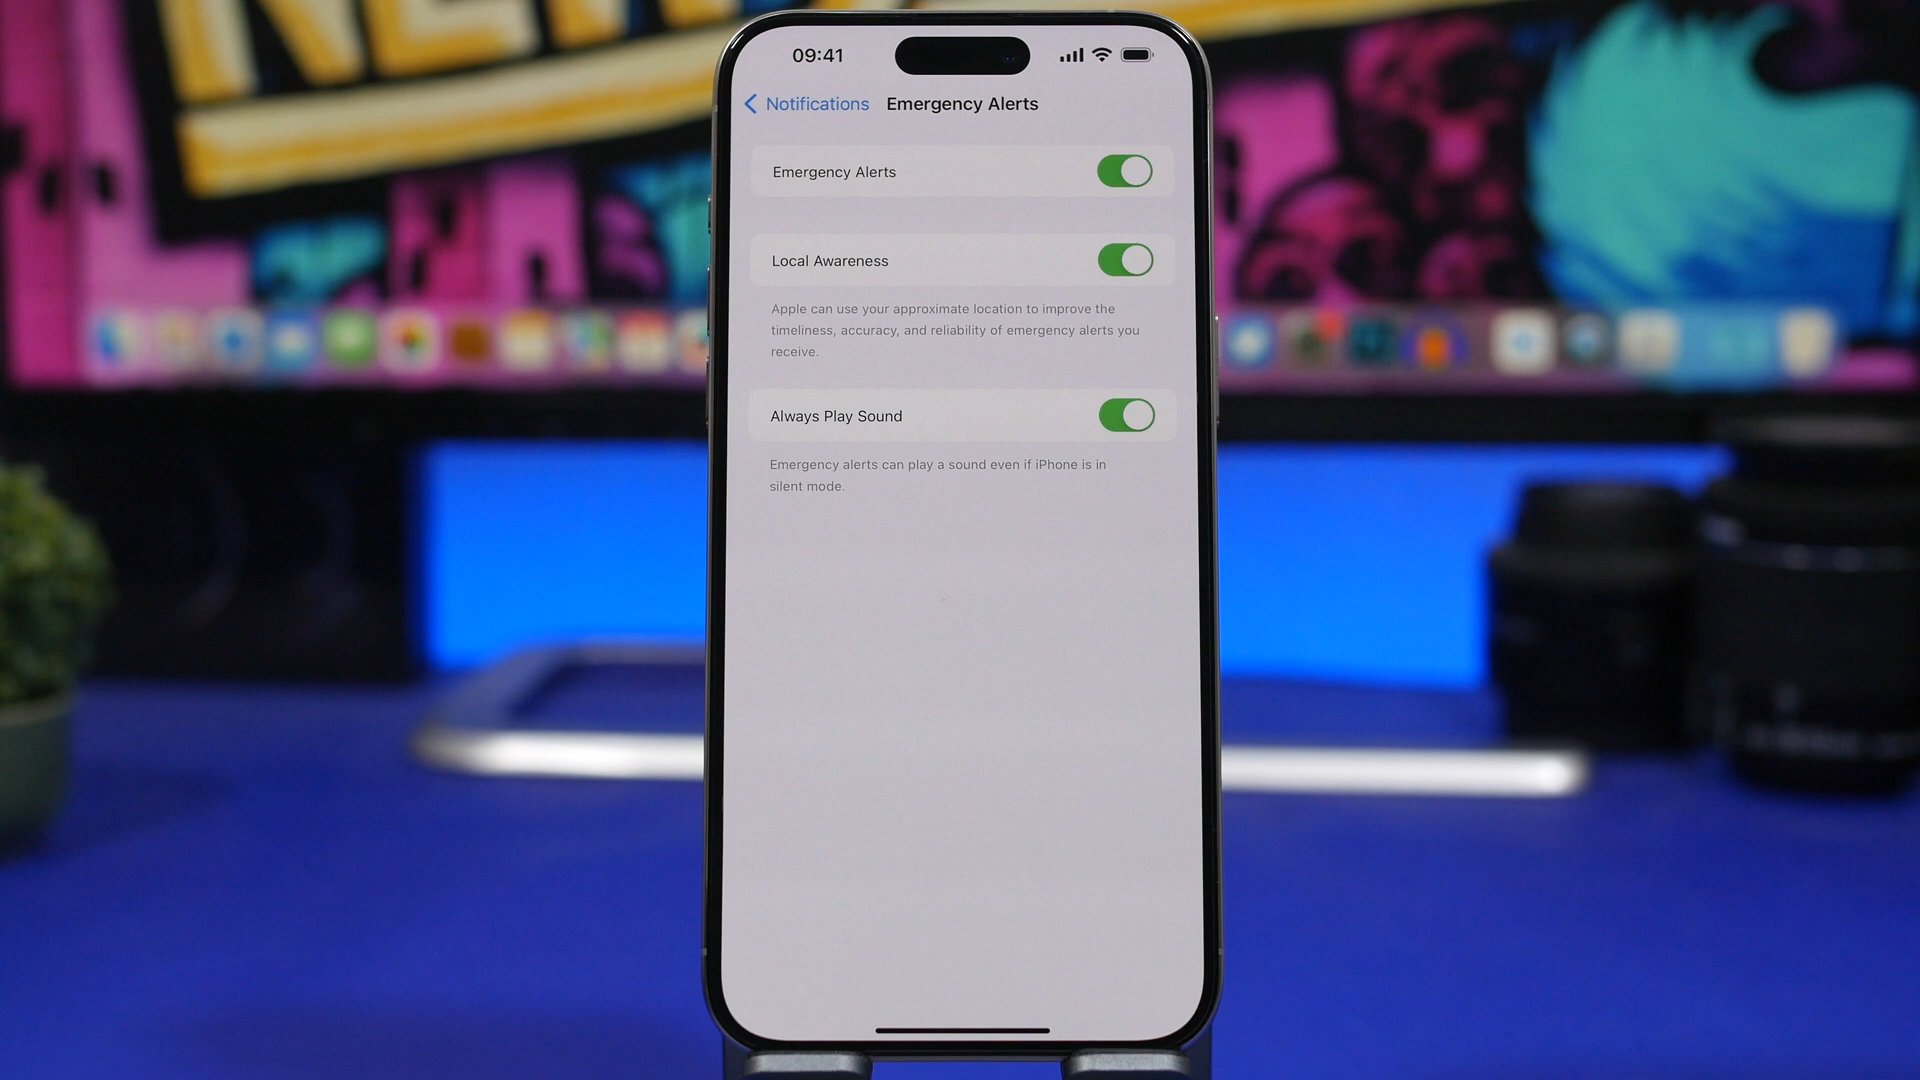 NEWS
09:41
Notifications Emergency Alerts
Emergency Alerts
Local Awareness
Apple can use your approximate location to improve the
timeliness, accuracy, and reliability of emergency alerts you
receive.
Always Play Sound
Emergency alerts can play a sound even if iPhone is in
silent mode.